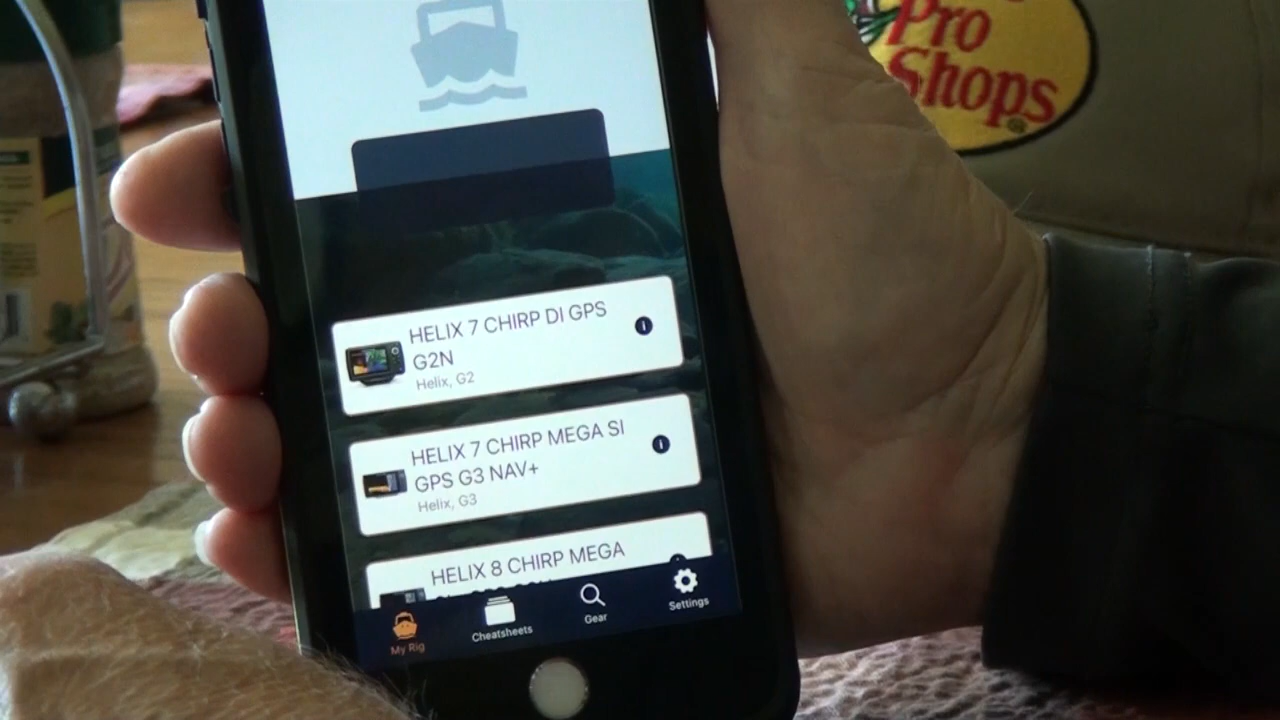 Pro
Shops
HELIX 7 CHIRP DI GPS
G2N
Helix, G2
HELIX 7 CHIRP MEGA SI
GPS G3 NAV+
Helix, G3
HELIX 8 CHIRP MEGA
My Rig
Cheatsheets
Gear
Settings